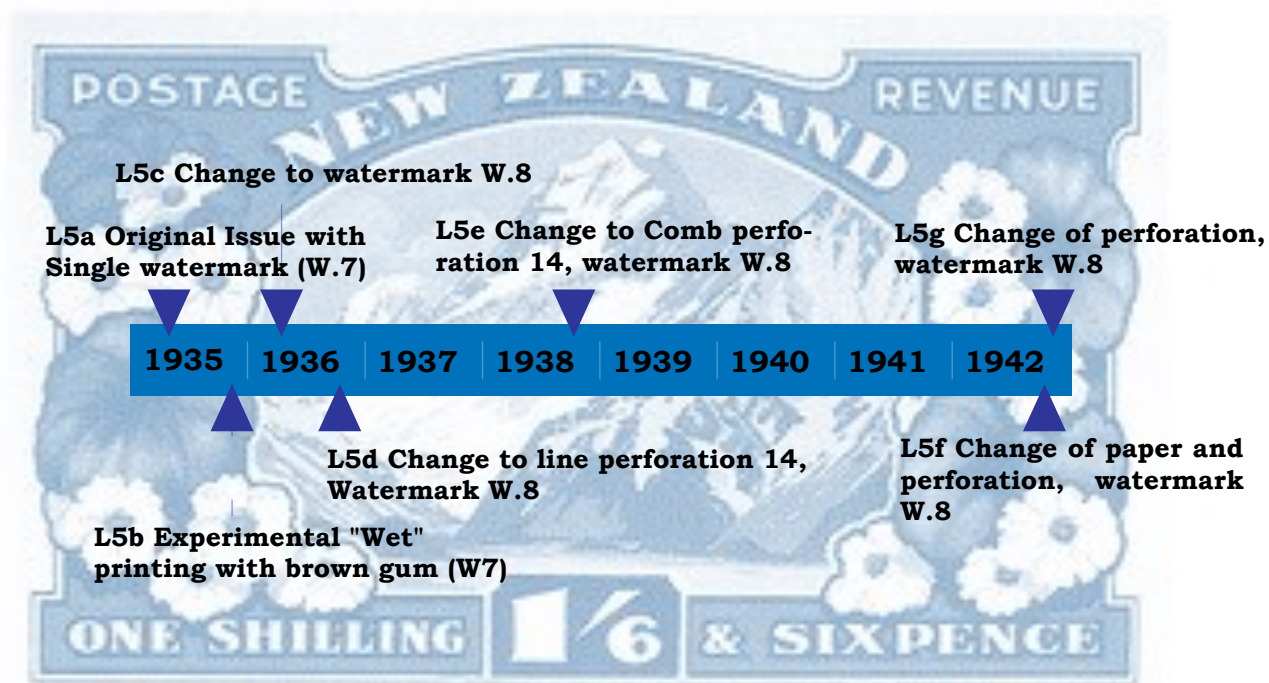 POSTAGE
NEW ZEALAND
REVENUE
L5c Change to watermark W.8
L5a Original Issue with
Single watermark (W.7)
L5e Change to Comb perfo-
ration 14, watermark W.8
L5g Change of perforation,
watermark W.8
1935 1936 1937 1938 1939 1940 1941 1942
L5d Change to line perforation 14,
Watermark W.8
L5f Change of paper and
perforation, watermark
W.8
L5b Experimental "Wet"
printing with brown gum (W7)
ONE SHILLING 1/6 & SIXPENCE